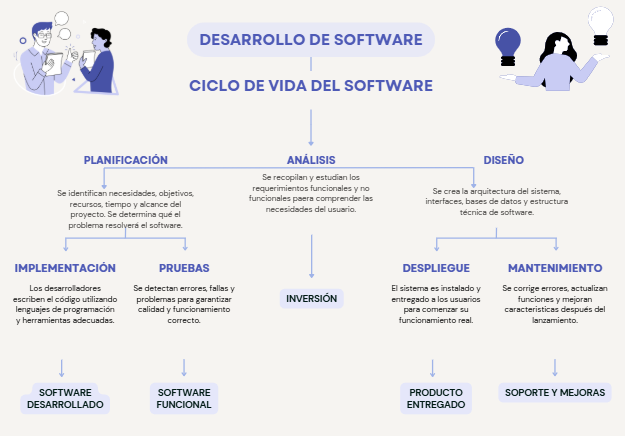 DESARROLLO DE SOFTWARE
CICLO DE VIDA DEL SOFTWARE
PLANIFICACIÓN
Se identifican necesidades, objetivos,
recursos, tiempo y alcance del
proyecto. Se determina qué el
problema resolverá el software.
ANÁLISIS
Se recopilan y estudian los
requerimientos funcionales y no
funcionales paera comprender las
necesidades del usuario.
DISEÑO
Se crea la arquitectura del sistema,
interfaces, bases de datos y estructura
técnica de software.
IMPLEMENTACIÓN
Los desarrolladores
escriben el código utilizando
lenguajes de programación
y herramientas adecuadas.
PRUEBAS
Se detectan errores, fallas y
problemas para garantizar
calidad y funcionamiento
correcto.
INVERSIÓN
DESPLIEGUE
El sistema es instalado y
entregado a los usuarios
para comenzar su
funcionamiento real.
MANTENIMIENTO
Se corrige errores, actualizan
funciones y mejoran
caracteristicas después del
lanzamiento.
SOFTWARE
DESARROLLADO
SOFTWARE
FUNCIONAL
PRODUCTO
ENTREGADO
SOPORTE Y MEJORAS